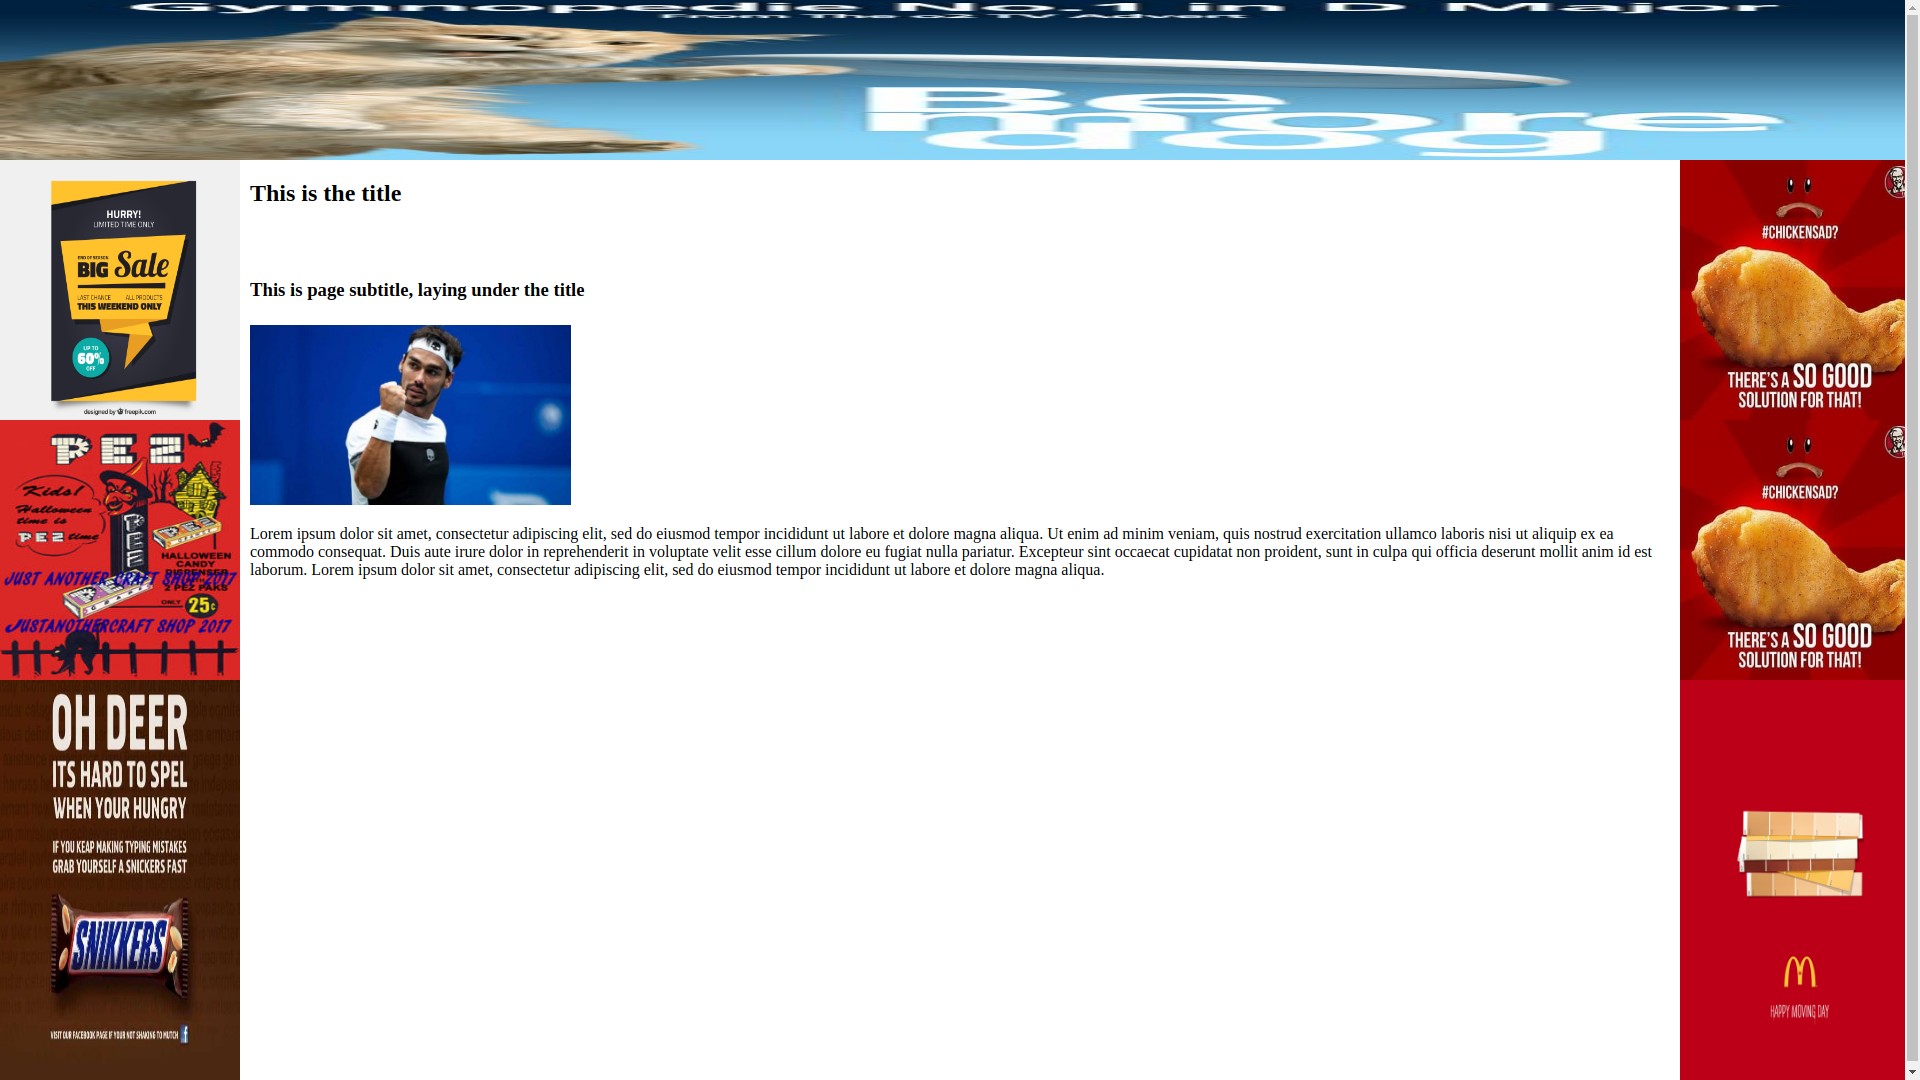 Gymnopedie No.1 in D Major
From The o2 TV Advert
Be
more
dog
HURRY!
LIMITED TIME ONLY
END OF SEASON
BIG Sale
LAST CHANCE ALL PRODUCTS
THIS WEEKEND ONLY
UP TO
60%
OFF
designed by freepik.com
PEZ
Kids!
Halloween
time is
PEZ time
PEZ
HALLOWEEN
CANDY
DISPENSER
JUST ANOTHER CRAFT SHOP 2017
2 PEZ PAKS
ONLY 25¢
JUSTANOTHERCRAFT SHOP 2017
OH DEER
ITS HARD TO SPEL
WHEN YOUR HUNGRY
IF YOU KEAP MAKING TYPING MISTAKES
GRAB YOURSELF A SNICKERS FAST
SNIKKERS
VISIT OUR FACEBOOK PAGE IF YOUR NOT SHAKING TO MUTCH
This is the title
This is page subtitle, laying under the title
Lorem ipsum dolor sit amet, consectetur adipiscing elit, sed do eiusmod tempor incididunt ut labore et dolore magna aliqua. Ut enim ad minim veniam, quis nostrud exercitation ullamco laboris nisi ut aliquip ex ea
commodo consequat. Duis aute irure dolor in reprehenderit in voluptate velit esse cillum dolore eu fugiat nulla pariatur. Excepteur sint occaecat cupidatat non proident, sunt in culpa qui officia deserunt mollit anim id est
laborum. Lorem ipsum dolor sit amet, consectetur adipiscing elit, sed do eiusmod tempor incididunt ut labore et dolore magna aliqua.
#CHICKENSAD?
THERE'S A SO GOOD
SOLUTION FOR THAT!
#CHICKENSAD?
THERE'S A SO GOOD
SOLUTION FOR THAT!
HAPPY MOVING DAY